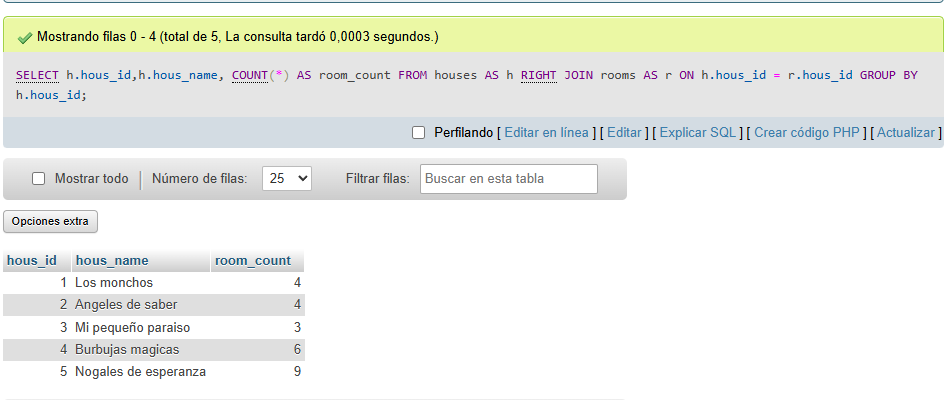 Mostrando filas 0 - 4 (total de 5, La consulta tardó 0,0003 segundos.)
SELECT h.hous_id,h.hous_name, COUNT(*) AS room_count FROM houses AS h RIGHT JOIN rooms AS r ON h.hous_id = r.hous_id GROUP BY
h.hous_id;
Perfilando [ Editar en línea ] [ Editar ] [ Explicar SQL ] [ Crear código PHP ] [ Actualizar ]
Mostrar todo | Número de filas: 25 Filtrar filas: Buscar en esta tabla
Opciones extra
hous_id hous_name room_count
1 Los monchos 4
2 Angeles de saber 4
3 Mi pequeño paraiso 3
4 Burbujas magicas 6
5 Nogales de esperanza 9